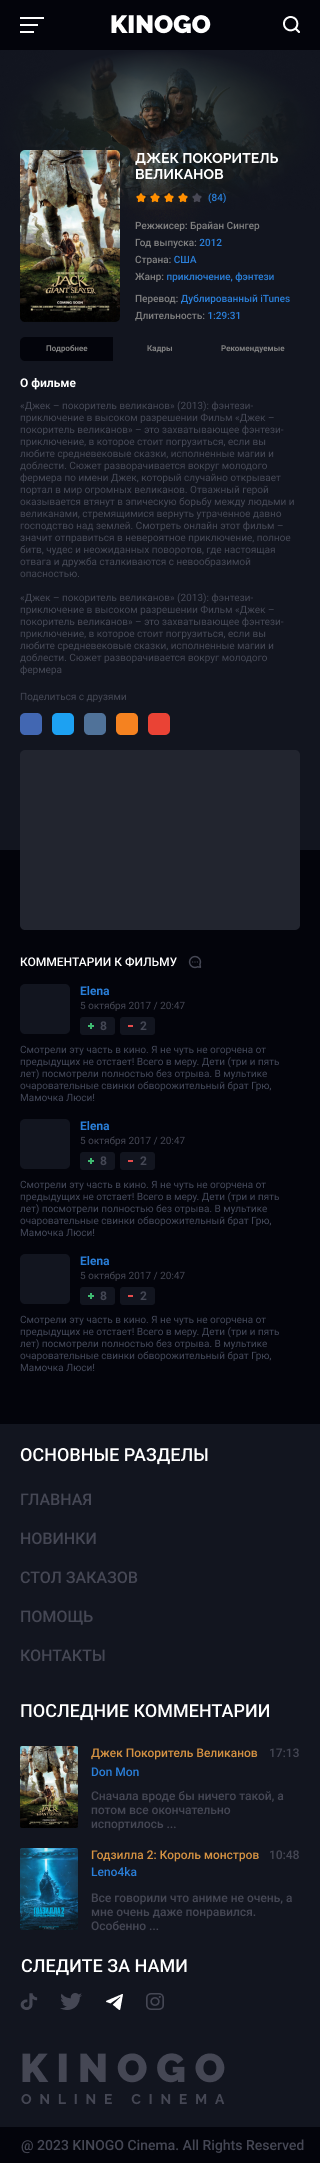 KINOGO
ДЖЕК ПОКОРИТЕЛЬ
ВЕЛИКАНОВ
(84)
Режжисер: Брайан Сингер
Год выпуска: 2012
Страна: США
Жанр: приключение, фэнтези
Перевод: Дублированный iTunes
Длительность: 1:29:31
JACK
THE
GIANT SLAYER
COMING SOON
Подробнее
Кадры
Рекомендуемые
О фильме
«Джек – покоритель великанов» (2013): фэнтези-
приключение в высоком разрешении Фильм «Джек –
покоритель великанов» – это захватывающее фэнтези-
приключение, в которое стоит погрузиться, если вы
любите средневековые сказки, исполненные магии и
доблести. Сюжет разворачивается вокруг молодого
фермера по имени Джек, который случайно открывает
портал в мир огромных великанов. Отважный герой
оказывается втянут в эпическую борьбу между людьми и
великанами, стремящимися вернуть утраченное давно
господство над землей. Смотреть онлайн этот фильм –
значит отправиться в невероятное приключение, полное
битв, чудес и неожиданных поворотов, где настоящая
отвага и дружба сталкиваются с невообразимой
опасностью.
«Джек – покоритель великанов» (2013): фэнтези-
приключение в высоком разрешении Фильм «Джек –
покоритель великанов» – это захватывающее фэнтези-
приключение, в которое стоит погрузиться, если вы
любите средневековые сказки, исполненные магии и
доблести. Сюжет разворачивается вокруг молодого
фермера
Поделиться с друзями
КОММЕНТАРИИ К ФИЛЬМУ
Elena
5 октября 2017 / 20:47
+ 8 - 2
Смотрели эту часть в кино. Я не чуть не огорчена от
предыдущих не отстает! Всего в меру. Дети (три и пять
лет) посмотрели полностью без отрыва. В мультике
очаровательные свинки обворожительный брат Грю,
Мамочка Люси!
Elena
5 октября 2017 / 20:47
+ 8 - 2
Смотрели эту часть в кино. Я не чуть не огорчена от
предыдущих не отстает! Всего в меру. Дети (три и пять
лет) посмотрели полностью без отрыва. В мультике
очаровательные свинки обворожительный брат Грю,
Мамочка Люси!
Elena
5 октября 2017 / 20:47
+ 8 - 2
Смотрели эту часть в кино. Я не чуть не огорчена от
предыдущих не отстает! Всего в меру. Дети (три и пять
лет) посмотрели полностью без отрыва. В мультике
очаровательные свинки обворожительный брат Грю,
Мамочка Люси!
ОСНОВНЫЕ РАЗДЕЛЫ
ГЛАВНАЯ
НОВИНКИ
СТОЛ ЗАКАЗОВ
ПОМОЩЬ
КОНТАКТЫ
ПОСЛЕДНИЕ КОММЕНТАРИИ
Джек Покоритель Великанов 17:13
Don Mon
Сначала вроде бы ничего такой, а
потом все окончательно
испортилось ...
Годзилла 2: Король монстров 10:48
Leno4ka
Все говорили что аниме не очень, а
мне очень даже понравился.
Особенно ...
СЛЕДИТЕ ЗА НАМИ
KINOGO
ONLINE CINEMA
@ 2023 KINOGO Cinema. All Rights Reserved